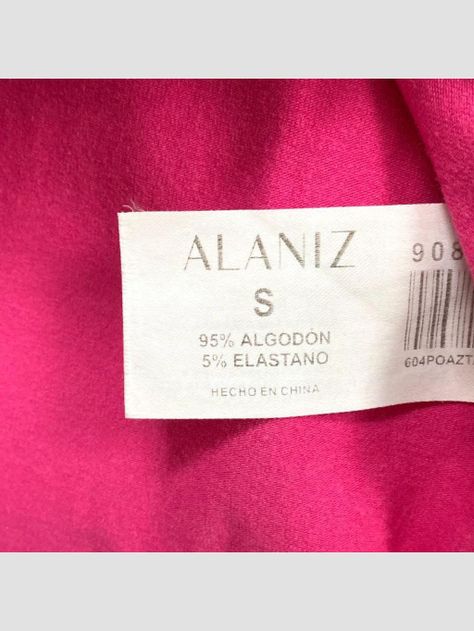 ALANIZ
S
95% ALGODÓN
5% ELASTANO
HECHO EN CHINA
908
604POAZT